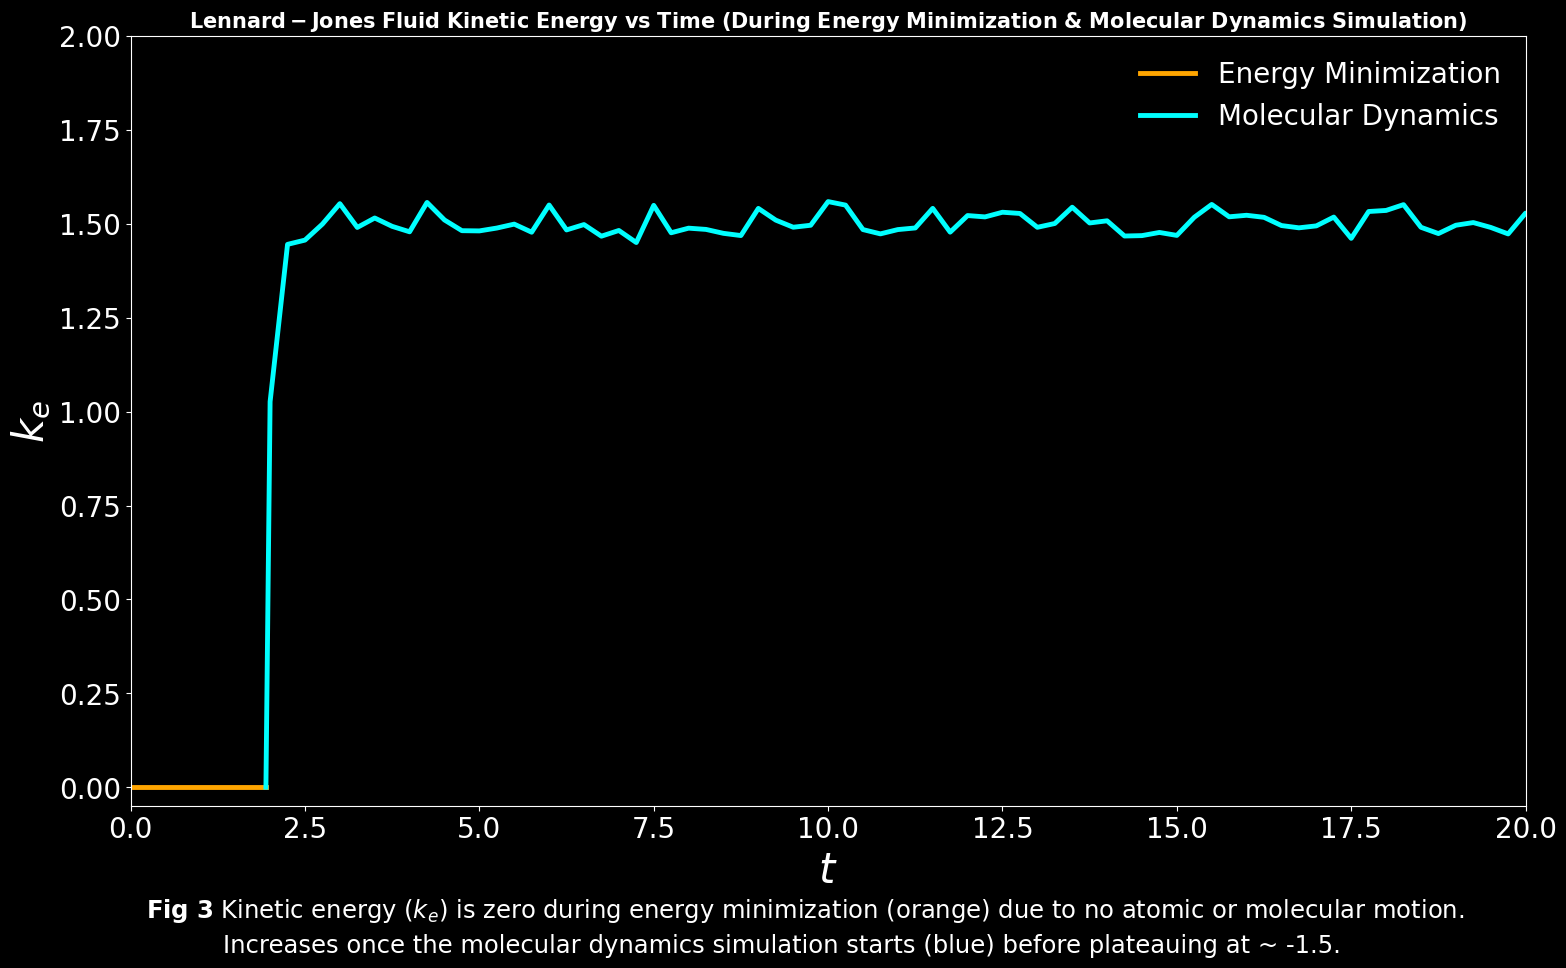 Lennard − Jones Fluid Kinetic Energy vs Time (During Energy Minimization & Molecular Dynamics Simulation)
2.00
Energy Minimization
Molecular Dynamics
1.75
1.50
1.25
1.00
k_e
0.75
0.50
0.25
0.00
0.0 2.5 5.0 7.5 10.0 12.5 15.0 17.5 20.0
t
Fig 3 Kinetic energy (k_e) is zero during energy minimization (orange) due to no atomic or molecular motion.
Increases once the molecular dynamics simulation starts (blue) before plateauing at ~ -1.5.